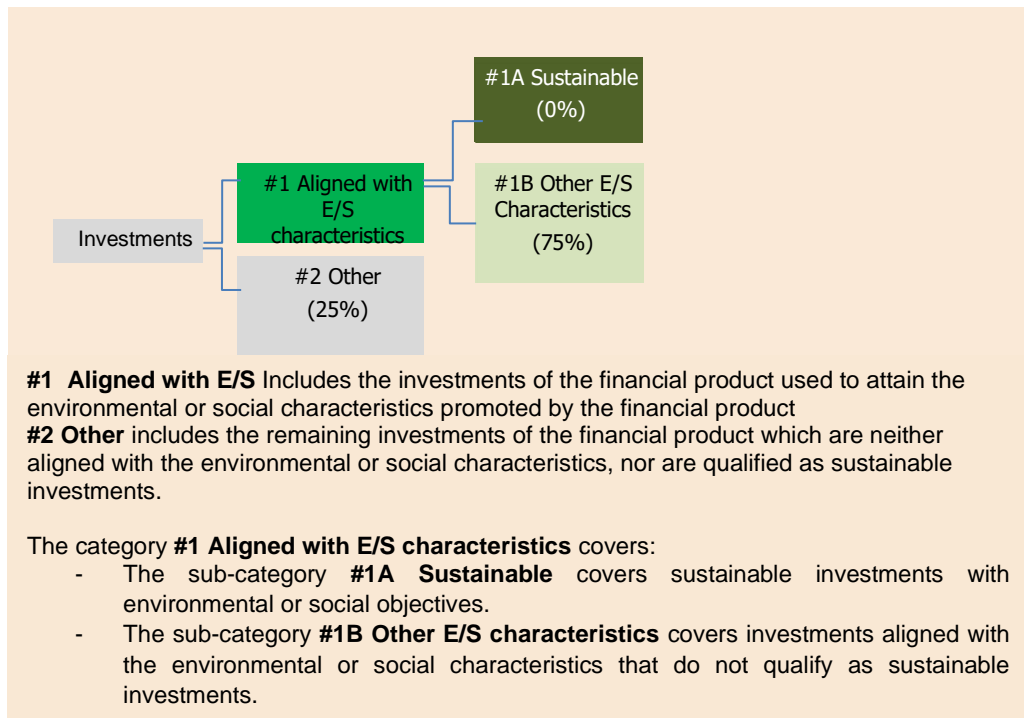 #1A Sustainable
(0%)
#1 Aligned with
E/S
characteristics
#1B Other E/S
Characteristics
(75%)
Investments
#2 Other
(25%)
#1 Aligned with E/S Includes the investments of the financial product used to attain the
environmental or social characteristics promoted by the financial product
#2 Other includes the remaining investments of the financial product which are neither
aligned with the environmental or social characteristics, nor are qualified as sustainable
investments.
The category #1 Aligned with E/S characteristics covers:
- The sub-category #1A Sustainable covers sustainable investments with
environmental or social objectives.
- The sub-category #1B Other E/S characteristics covers investments aligned with
the environmental or social characteristics that do not qualify as sustainable
investments.